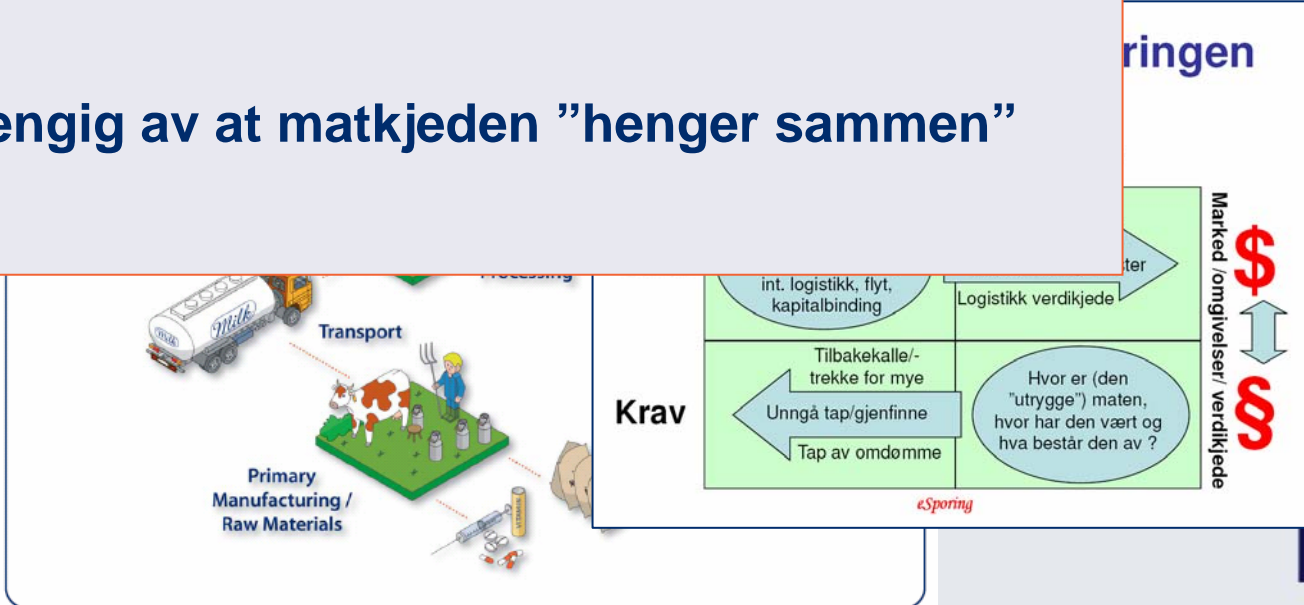 ringen
engig av at matkjeden ”henger sammen”
Milk
Milk
Transport
Primary
Manufacturing /
Raw Materials
VITAMIN
int. logistikk, flyt,
kapitalbinding
ster
Logistikk verdikjede
Krav
Tilbakekalle/-
trekke for mye
Unngå tap/gjenfinne
Tap av omdømme
Hvor er (den
”utrygge”) maten,
hvor har den vært og
hva består den av ?
Marked /omgivelser/ verdikjede
$
§
eSporing